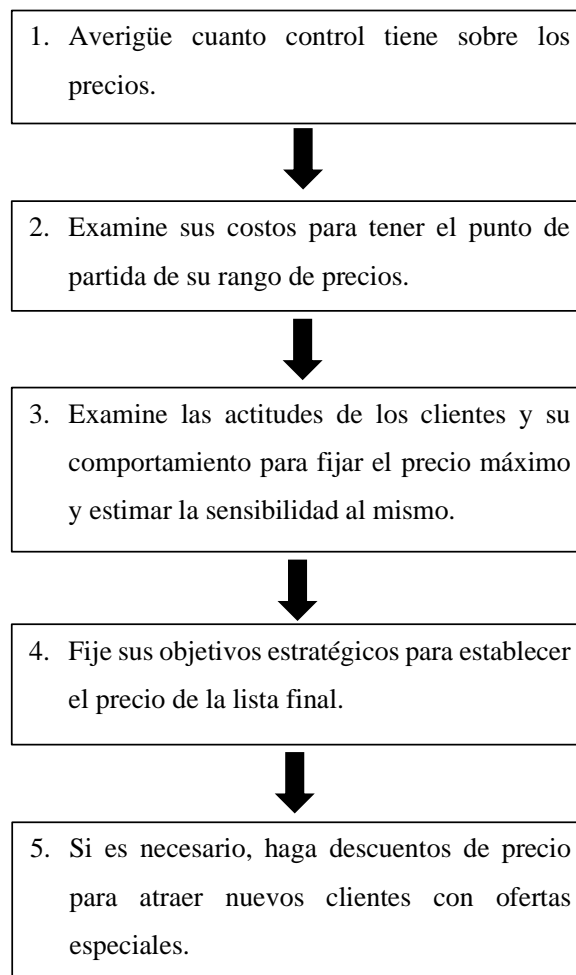 1. Averigüe cuanto control tiene sobre los
precios.
2. Examine sus costos para tener el punto de
partida de su rango de precios.
3. Examine las actitudes de los clientes y su
comportamiento para fijar el precio máximo
y estimar la sensibilidad al mismo.
4. Fije sus objetivos estratégicos para establecer
el precio de la lista final.
5. Si es necesario, haga descuentos de precio
para atraer nuevos clientes con ofertas
especiales.